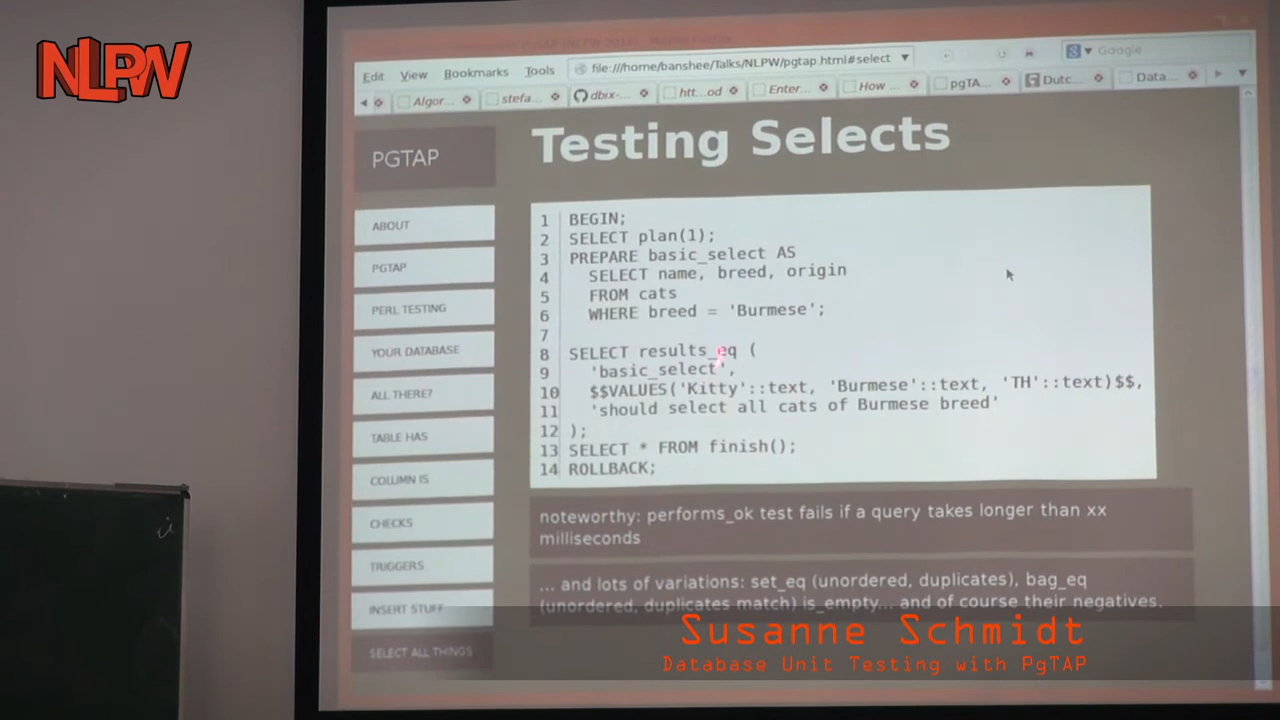 NLPW
Edit View Bookmarks Tools
file:///home/banshee/Talks/NLPW/pgtap.html#select
Google
Algor...
stefa...
dbix-...
htt...od
Enter...
How ...
pgTA...
Dutc...
Data...
PGTAP
ABOUT
PGTAP
PERL TESTING
YOUR DATABASE
ALL THERE?
TABLE HAS
COLUMN IS
CHECKS
TRIGGERS
INSERT STUFF
SELECT ALL THINGS
Testing Selects
1 BEGIN;
2 SELECT plan(1);
3 PREPARE basic_select AS
4 SELECT name, breed, origin
5 FROM cats
6 WHERE breed = 'Burmese';
7
8 SELECT results_eq (
9 'basic_select',
10 $$VALUES('Kitty'::text, 'Burmese'::text, 'TH'::text)$$,
11 'should select all cats of Burmese breed'
12 );
13 SELECT * FROM finish();
14 ROLLBACK;
noteworthy: performs_ok test fails if a query takes longer than xx
milliseconds
... and lots of variations: set_eq (unordered, duplicates), bag_eq
(unordered, duplicates match) is_empty... and of course their negatives.
Susanne Schmidt
Database Unit Testing with PgTAP